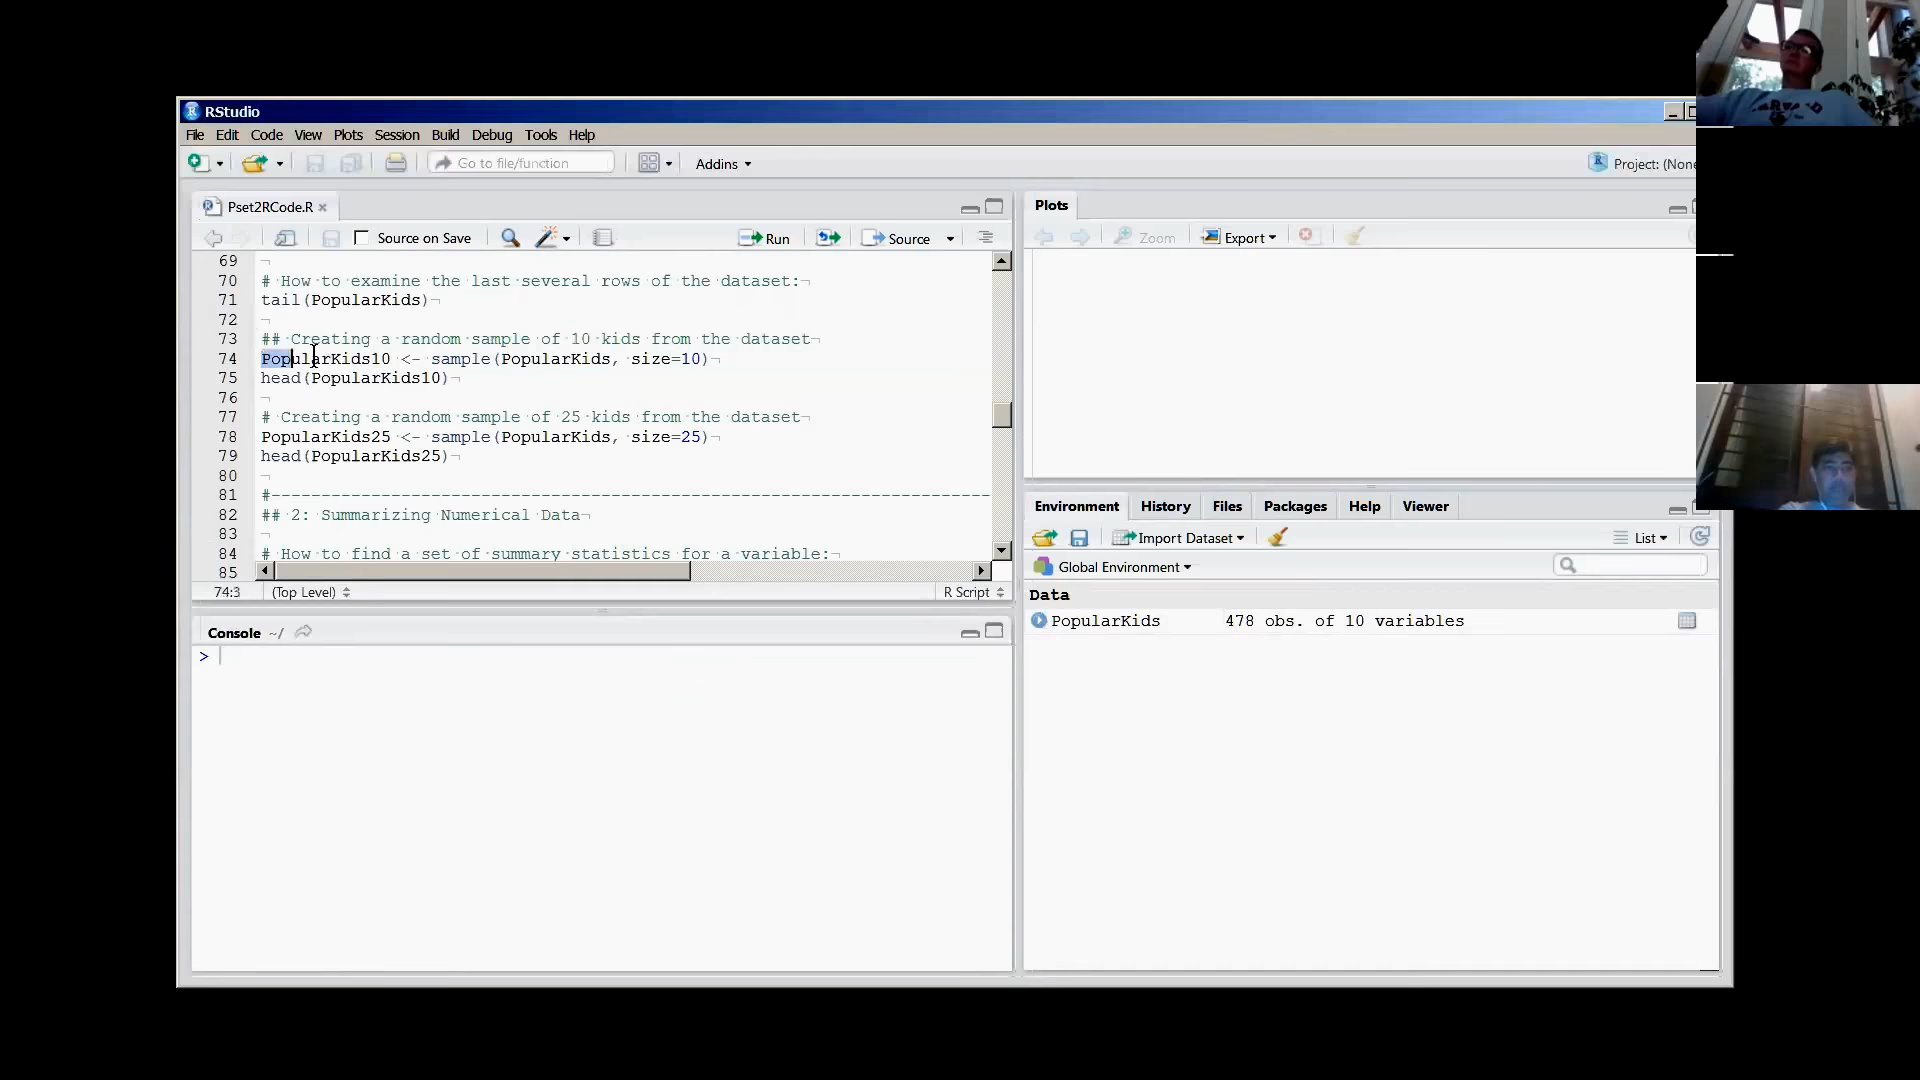 RStudio
File Edit Code View Plots Session Build Debug Tools Help
Go to file/function Addins Project: (None
Pset2RCode.R
Source on Save Run Source
69
70 # How to examine the last several rows of the dataset:
71 tail(PopularKids)
72
73 ## Creating a random sample of 10 kids from the dataset
74 PopularKids10 <- sample(PopularKids, size=10)
75 head(PopularKids10)
76
77 # Creating a random sample of 25 kids from the dataset
78 PopularKids25 <- sample(PopularKids, size=25)
79 head(PopularKids25)
80
81 #------------------------------------------------------------------------
82 ## 2: Summarizing Numerical Data
83
84 # How to find a set of summary statistics for a variable:
85
74:3 (Top Level) R Script
Console ~/
>
Plots
Zoom Export
Environment History Files Packages Help Viewer
Import Dataset List
Global Environment
Data
PopularKids 478 obs. of 10 variables